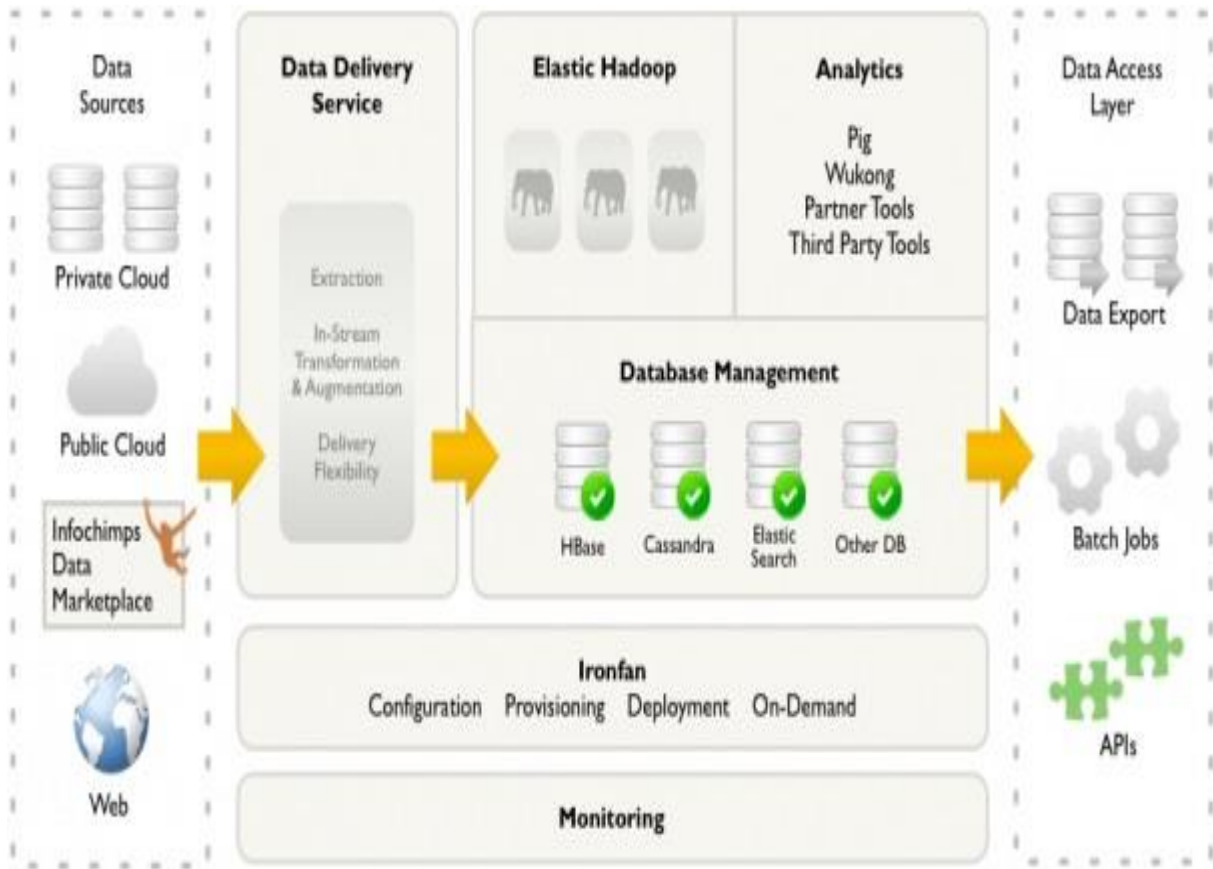 Data
Sources
Private Cloud
Public Cloud
Infochimps
Data
Marketplace
Web
Data Delivery
Service
Extraction
In-Stream
Transformation
& Augmentation
Delivery
Flexibility
Elastic Hadoop
Analytics
Pig
Wukong
Partner Tools
Third Party Tools
Database Management
HBase
Cassandra
Elastic
Search
Other DB
Ironfan
Configuration Provisioning Deployment On-Demand
Monitoring
Data Access
Layer
Data Export
Batch Jobs
APIs